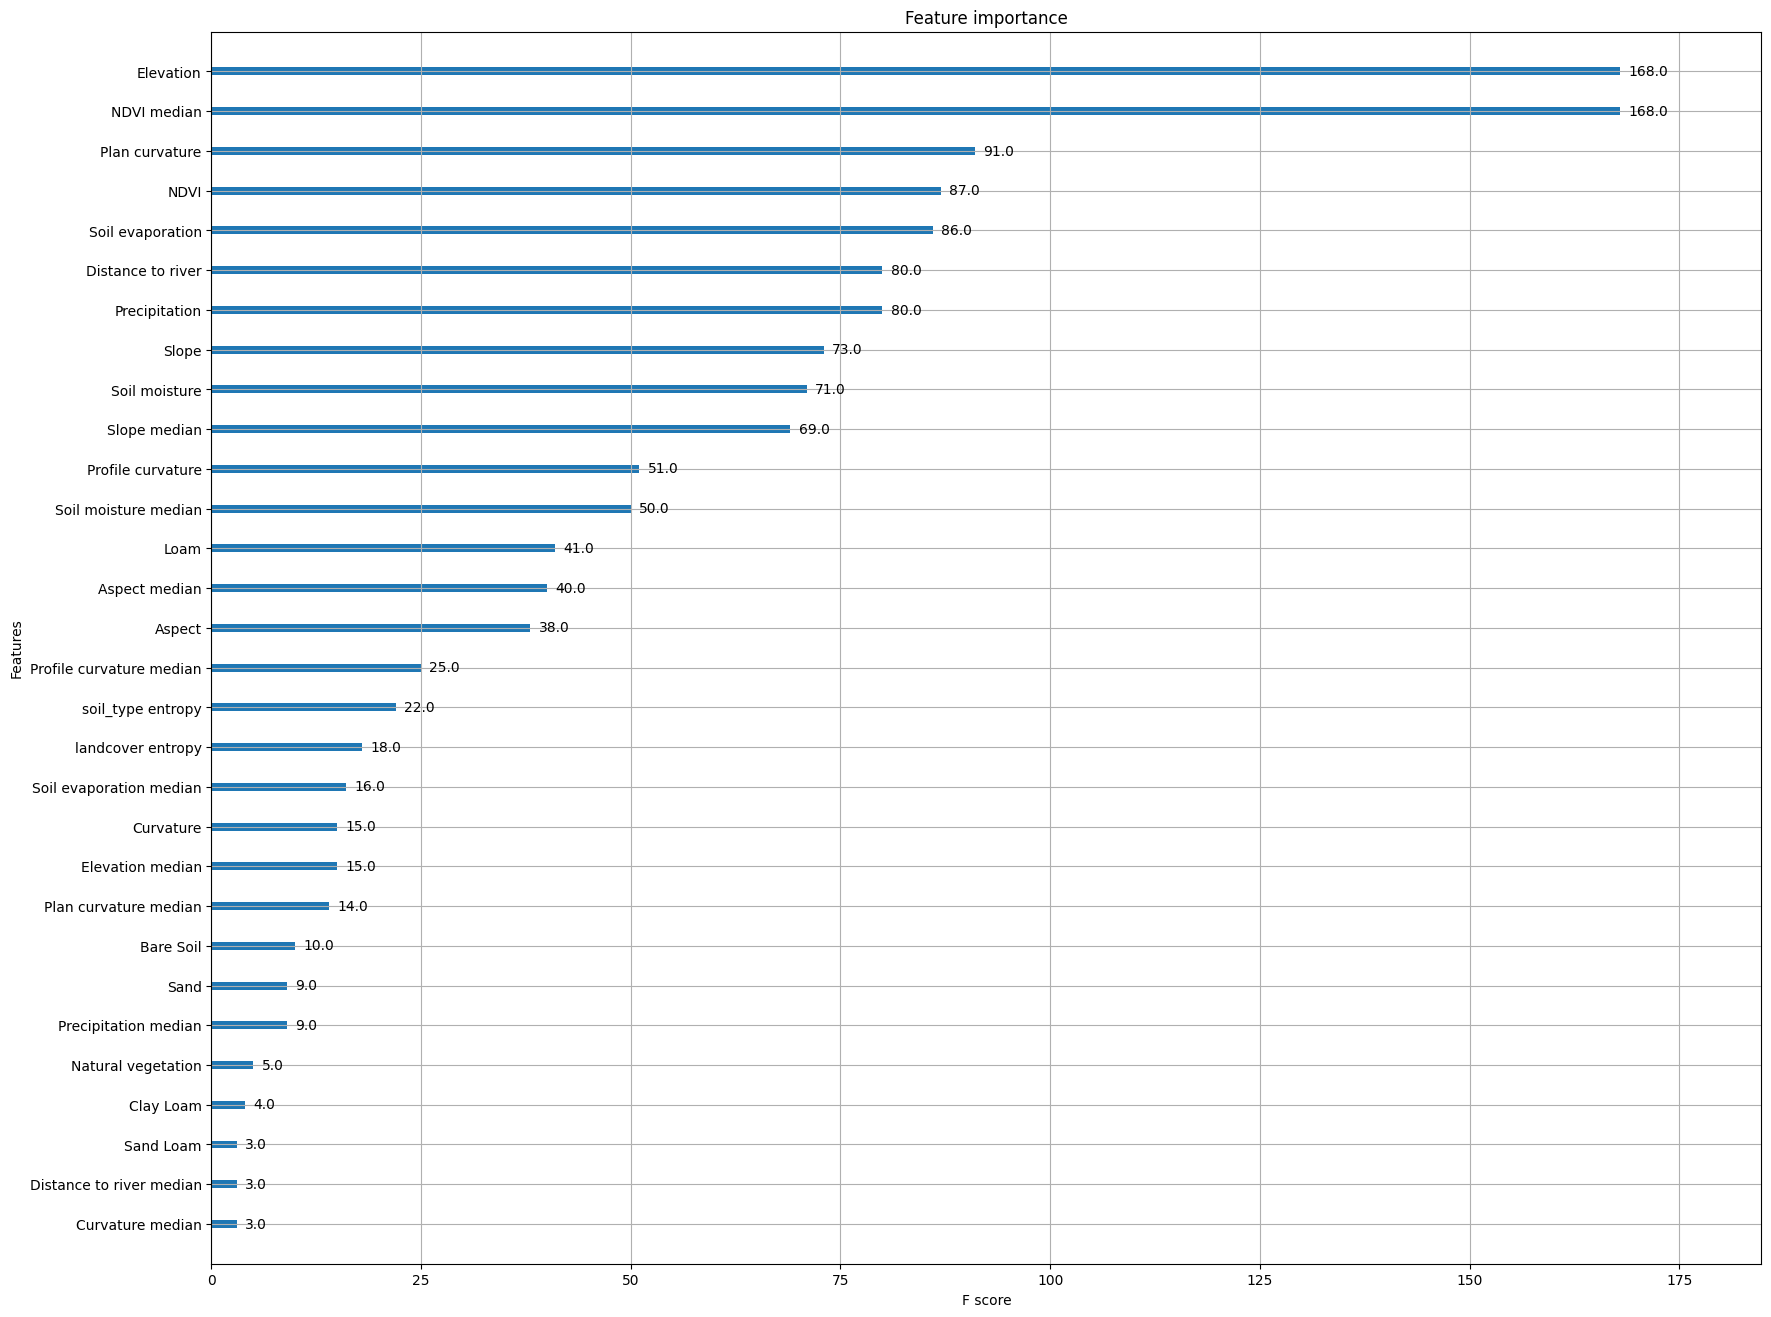 Feature importance
Features
Elevation 168.0
NDVI median 168.0
Plan curvature 91.0
NDVI 87.0
Soil evaporation 86.0
Distance to river 80.0
Precipitation 80.0
Slope 73.0
Soil moisture 71.0
Slope median 69.0
Profile curvature 51.0
Soil moisture median 50.0
Loam 41.0
Aspect median 40.0
Aspect 38.0
Profile curvature median 25.0
soil_type entropy 22.0
landcover entropy 18.0
Soil evaporation median 16.0
Curvature 15.0
Elevation median 15.0
Plan curvature median 14.0
Bare Soil 10.0
Sand 9.0
Precipitation median 9.0
Natural vegetation 5.0
Clay Loam 4.0
Sand Loam 3.0
Distance to river median 3.0
Curvature median 3.0
0 25 50 75 100 125 150 175
F score